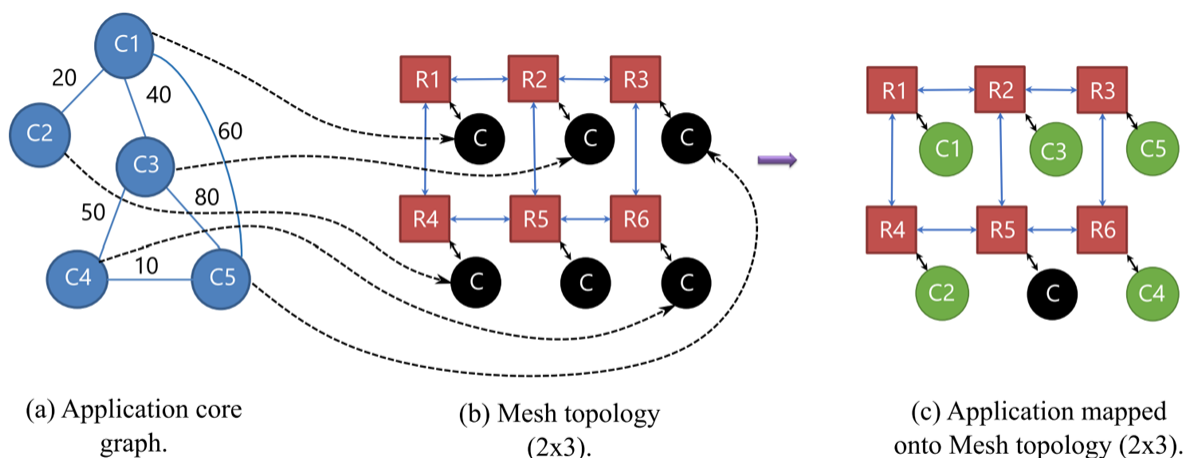 C1
20
40
C2
60
C3
80
50
C4
10
C5
R1
R2
R3
C
C
C
R4
R5
R6
C
C
C
R1
R2
R3
C1
C3
C5
R4
R5
R6
C2
C
C4
(a) Application core
graph.
(b) Mesh topology
(2x3).
(c) Application mapped
onto Mesh topology (2x3).